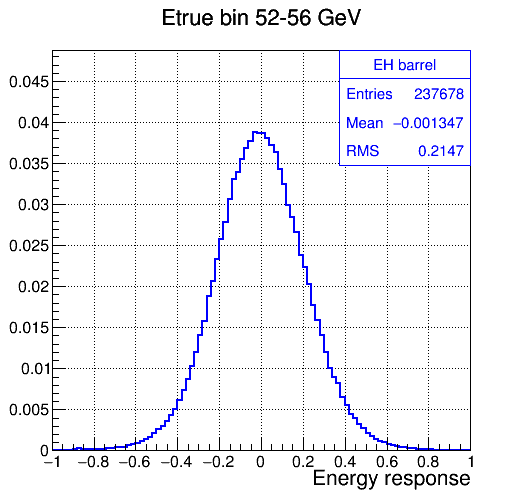 Etrue bin 52-56 GeV
EH barrel
Entries 237678
Mean −0.001347
RMS 0.2147
0.045
0.04
0.035
0.03
0.025
0.02
0.015
0.01
0.005
0
−1 −0.8 −0.6 −0.4 −0.2 0 0.2 0.4 0.6 0.8 1
Energy response